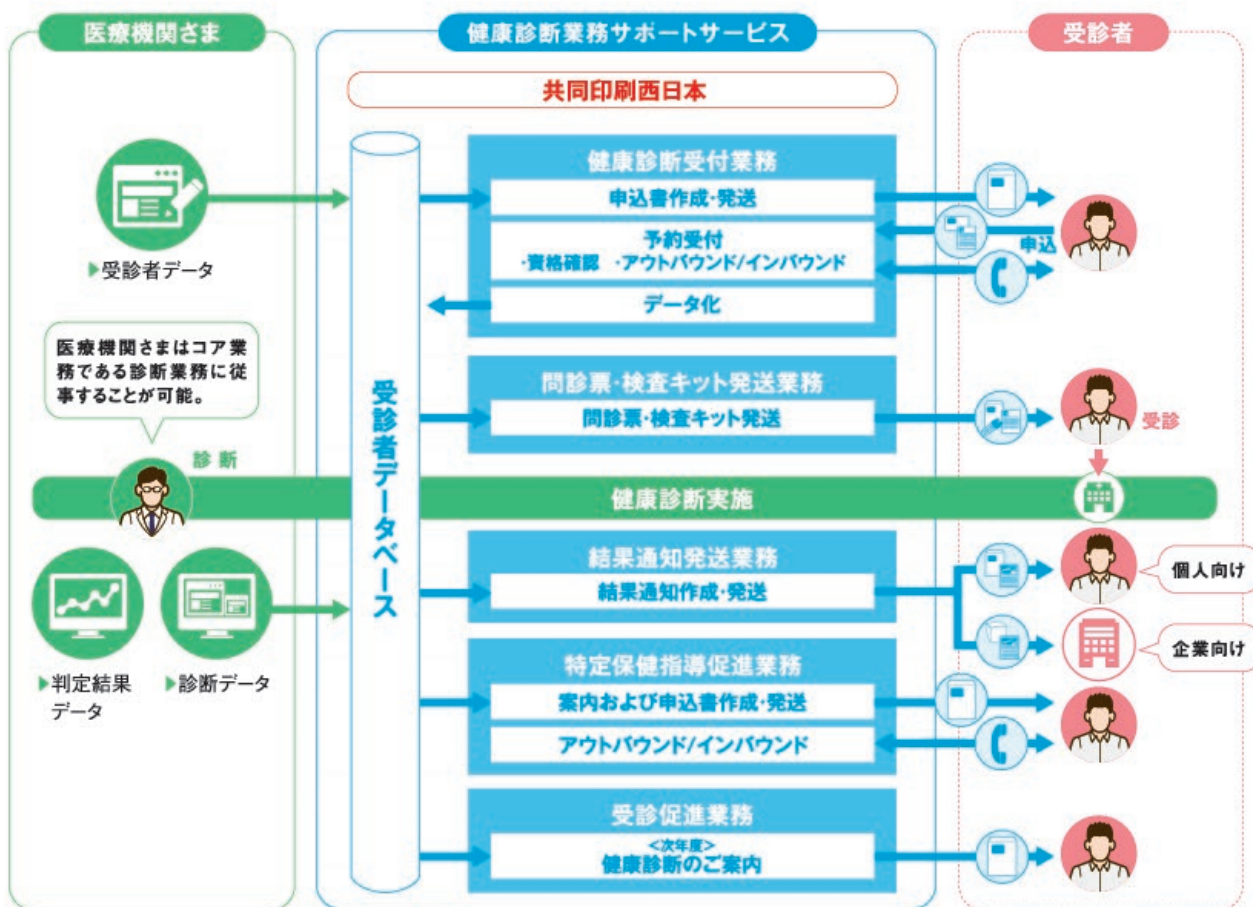 医療機関さま
健康診断業務サポートサービス
受診者
共同印刷西日本
健康診断受付業務
申込書作成・発送
予約受付
・資格確認 ・アウトバウンド/インバウンド
申込
データ化
▶受診者データ
医療機関さまはコア業
務である診断業務に従
事することが可能。
受診者データベース
問診票・検査キット発送業務
問診票・検査キット発送
受診
診断
健康診断実施
結果通知発送業務
結果通知作成・発送
個人向け
企業向け
▶判定結果
データ
▶診断データ
特定保健指導促進業務
案内および申込書作成・発送
アウトバウンド/インバウンド
受診促進業務
<次年度>
健康診断のご案内